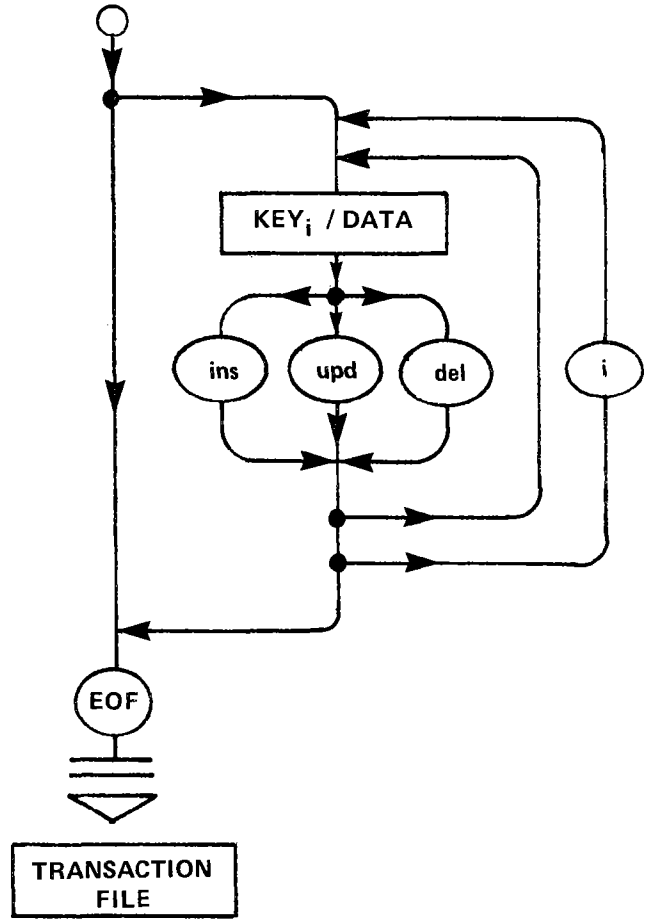 KEYi / DATA
ins upd del
i
EOF
TRANSACTION
FILE